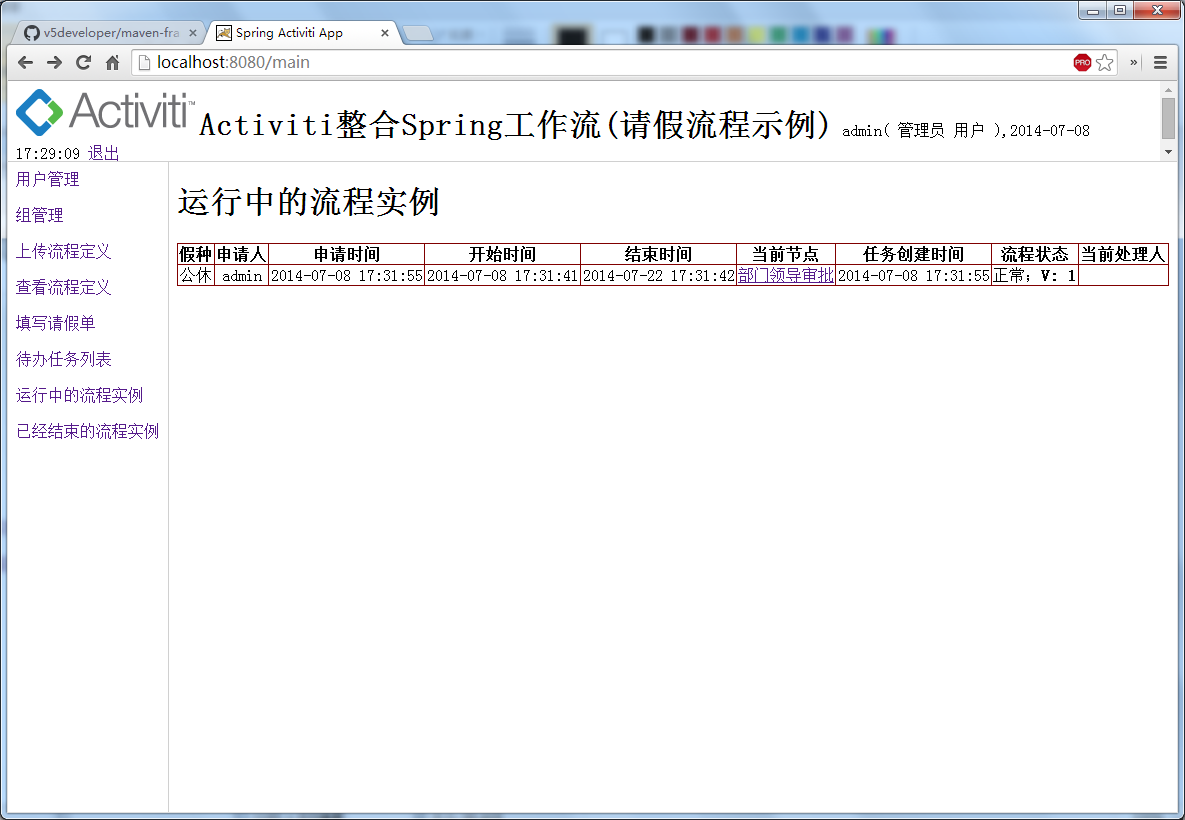 v5developer/maven-fra
Spring Activiti App
localhost:8080/main
PRO
»
Activiti™ Activiti整合Spring工作流(请假流程示例) admin( 管理员 用户 ),2014-07-08
17:29:09 退出
用户管理
组管理
上传流程定义
查看流程定义
填写请假单
待办任务列表
运行中的流程实例
已经结束的流程实例
运行中的流程实例
假种 申请人 申请时间 开始时间 结束时间 当前节点 任务创建时间 流程状态 当前处理人
公休 admin 2014-07-08 17:31:55 2014-07-08 17:31:41 2014-07-22 17:31:42 部门领导审批 2014-07-08 17:31:55 正常；V: 1